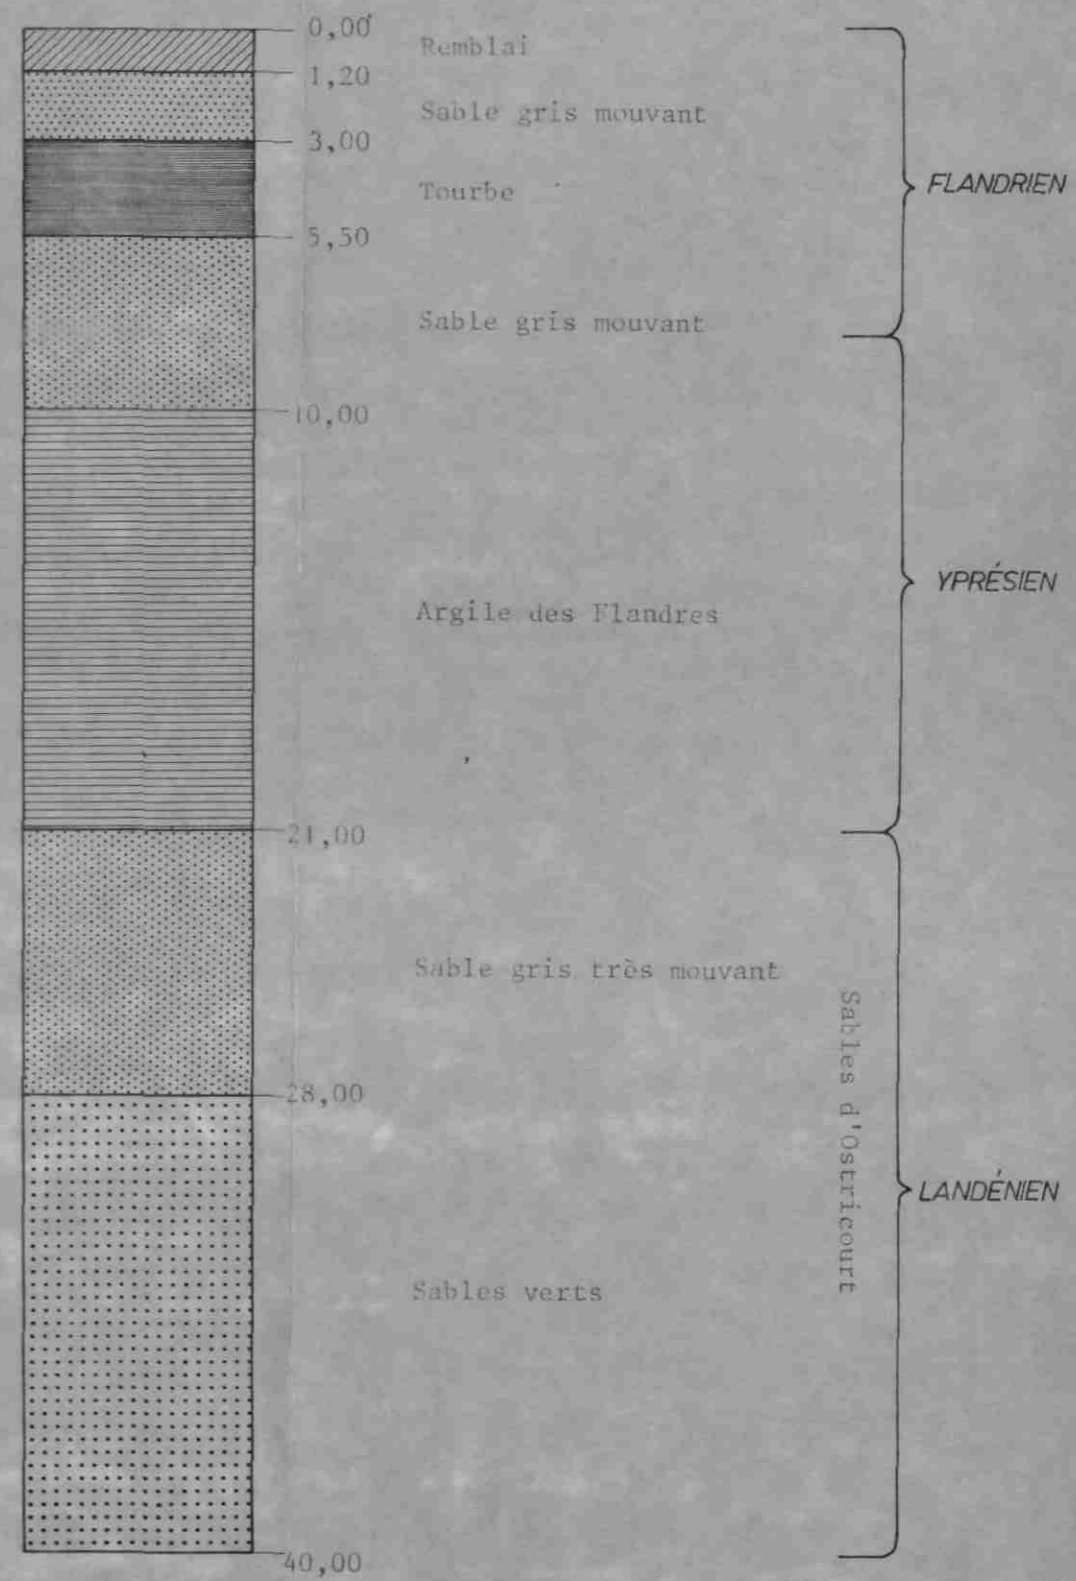 0,00
Remblai
1,20
Sable gris mouvant
3,00
FLANDRIEN
Tourbe
5,50
Sable gris mouvant
10,00
YPRÉSIEN
Argile des Flandres
21,00
Sable gris très mouvant
28,00
Sables d'Ostricourt
LANDÉNIEN
Sables verts
40,00